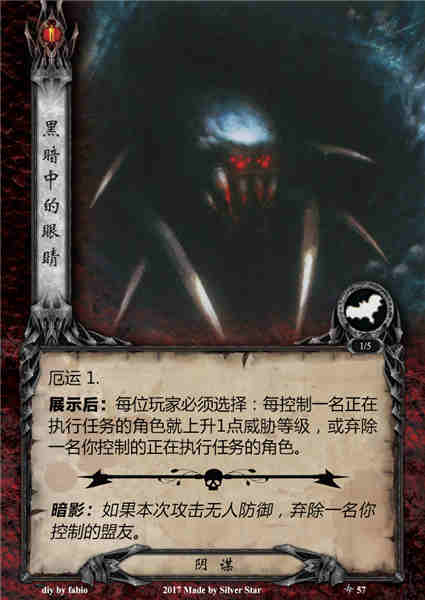 黑暗中的眼睛
1/5
厄运 1.
展示后：每位玩家必须选择：每控制一名正在
执行任务的角色就上升1点威胁等级，或弃除
一名你控制的正在执行任务的角色。
暗影：如果本次攻击无人防御，弃除一名你
控制的盟友。
阴谋
diy by fabio 2017 Made by Silver Star 57